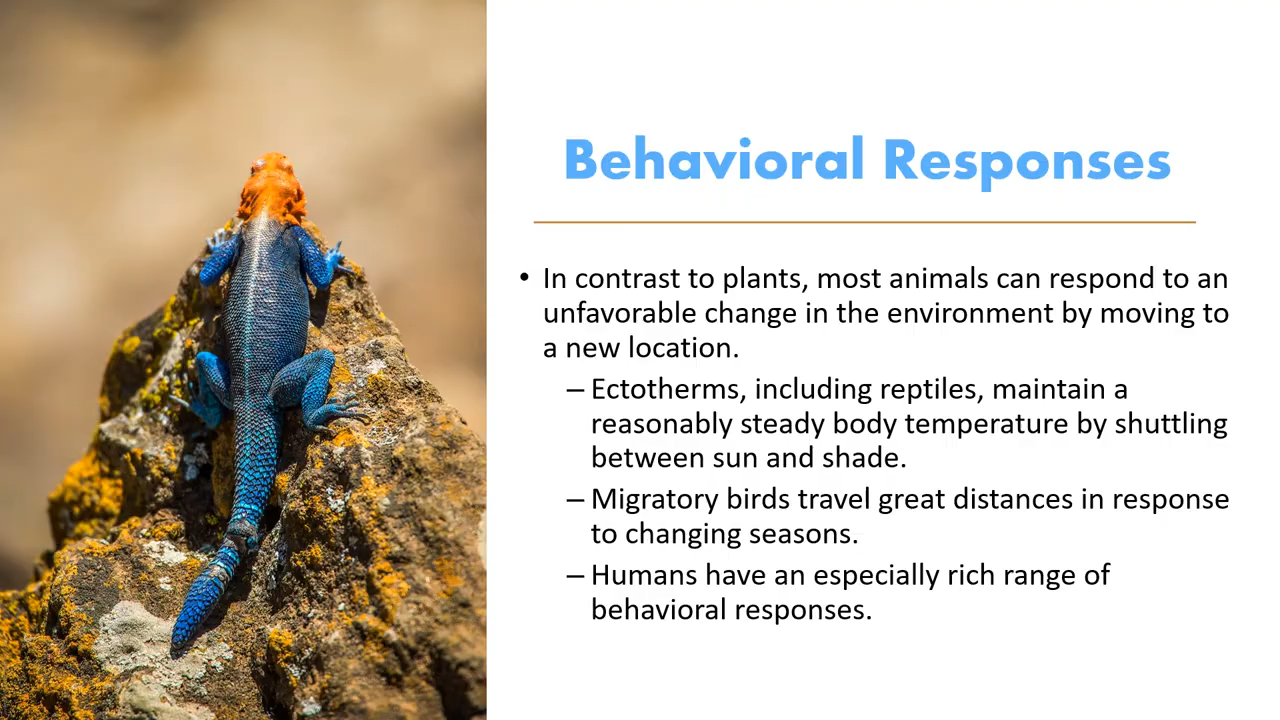 Behavioral Responses
• In contrast to plants, most animals can respond to an
unfavorable change in the environment by moving to
a new location.
– Ectotherms, including reptiles, maintain a
reasonably steady body temperature by shuttling
between sun and shade.
– Migratory birds travel great distances in response
to changing seasons.
– Humans have an especially rich range of
behavioral responses.